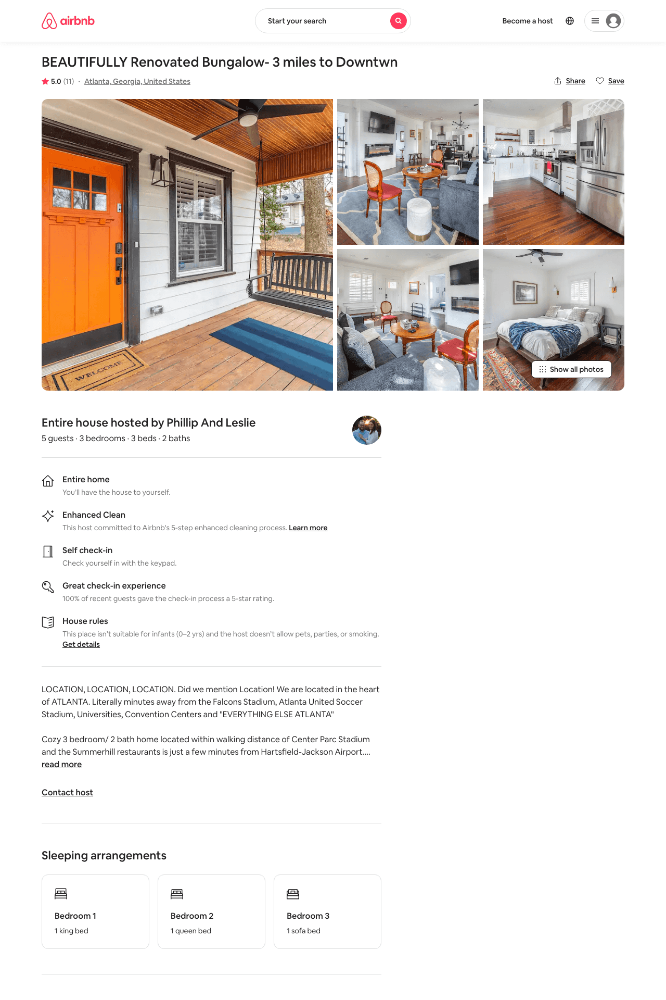 airbnb
Start your search
Become a host
BEAUTIFULLY Renovated Bungalow- 3 miles to Downtwn
5.0 (11) · Atlanta, Georgia, United States
Share
Save
WELCOME
Show all photos
Entire house hosted by Phillip And Leslie
5 guests · 3 bedrooms · 3 beds · 2 baths
Entire home
You’ll have the house to yourself.
Enhanced Clean
This host committed to Airbnb's 5-step enhanced cleaning process. Learn more
Self check-in
Check yourself in with the keypad.
Great check-in experience
100% of recent guests gave the check-in process a 5-star rating.
House rules
This place isn’t suitable for infants (0–2 yrs) and the host doesn’t allow pets, parties, or smoking.
Get details
LOCATION, LOCATION, LOCATION. Did we mention Location! We are located in the heart
of ATLANTA. Literally minutes away from the Falcons Stadium, Atlanta United Soccer
Stadium, Universities, Convention Centers and "EVERYTHING ELSE ATLANTA"
Cozy 3 bedroom/ 2 bath home located within walking distance of Center Parc Stadium
and the Summerhill restaurants is just a few minutes from Hartsfield-Jackson Airport.…
read more
Contact host
Sleeping arrangements
Bedroom 1
1 king bed
Bedroom 2
1 queen bed
Bedroom 3
1 sofa bed